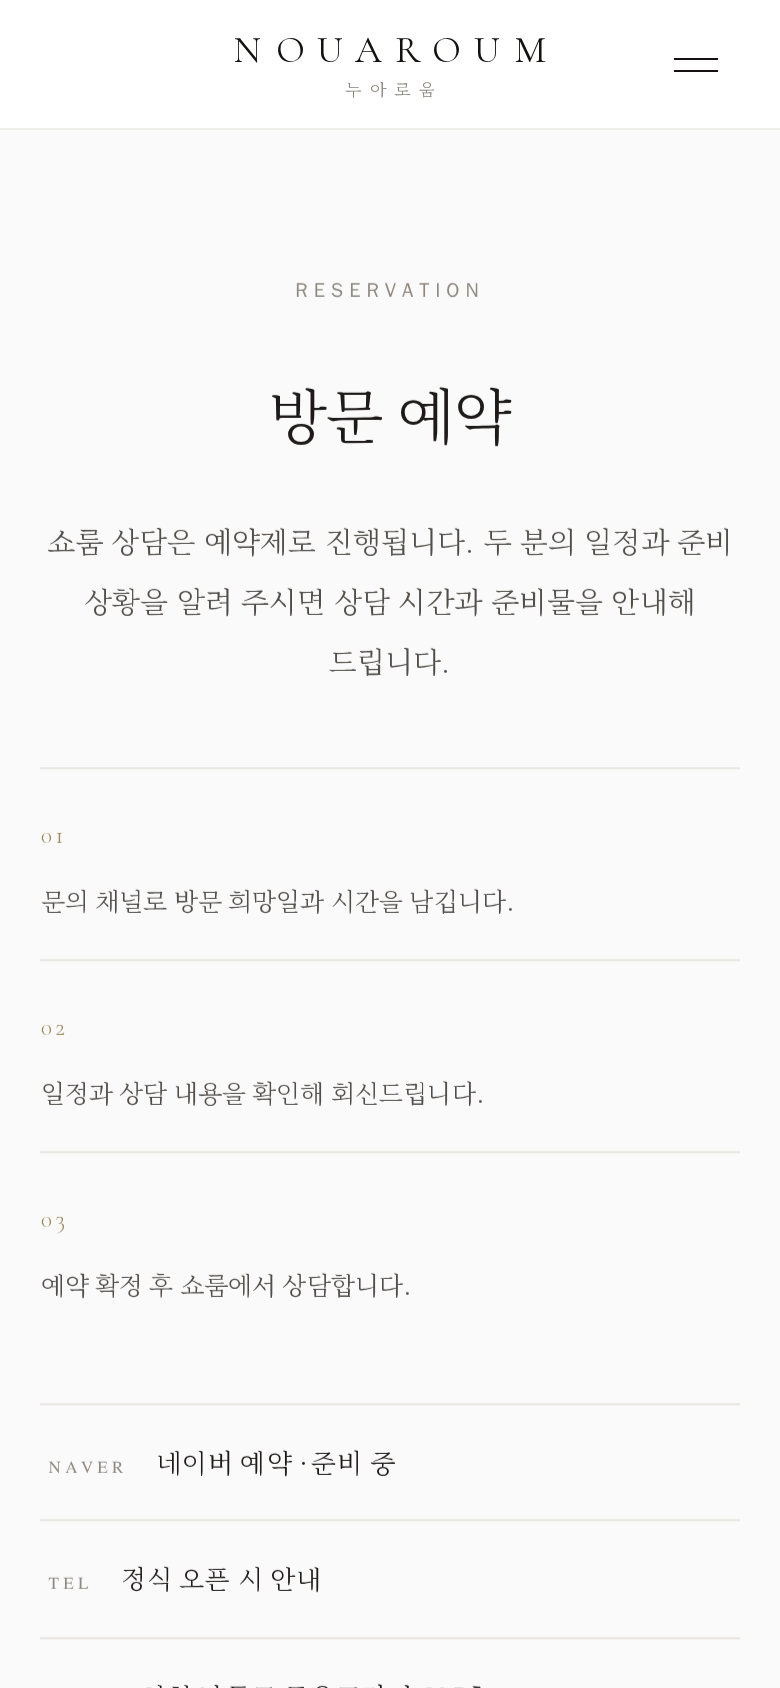 NOUAROUM
누아로움
RESERVATION
방문 예약
쇼룸 상담은 예약제로 진행됩니다. 두 분의 일정과 준비
상황을 알려 주시면 상담 시간과 준비물을 안내해
드립니다.
01
문의 채널로 방문 희망일과 시간을 남깁니다.
02
일정과 상담 내용을 확인해 회신드립니다.
03
예약 확정 후 쇼룸에서 상담합니다.
NAVER 네이버 예약 · 준비 중
TEL 정식 오픈 시 안내